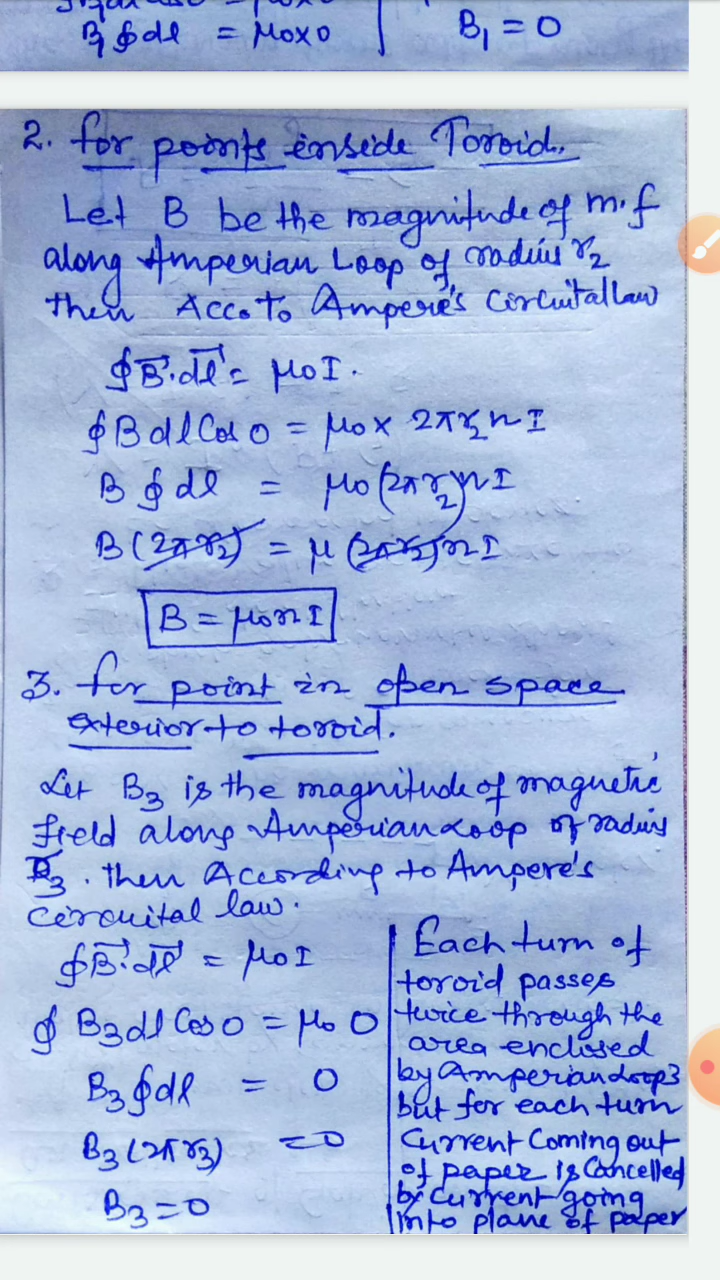 B₁ ∮dl = μ₀x0
B₁ = 0
2. for points inside Toroid.
Let B be the magnitude of m.f
along Amperian Loop of radius r₂
then Acc. To Ampere's Circuital law
∮B⃗.dl⃗ = μ₀I.
∮B dl Cos 0 = μ₀ x 2πr₂nI
B ∮ dl = μ₀(2πr₂)nI
B(2πr₂) = μ (2πr₂)nI
B = μ₀nI
3. for point in open space
exterior to toroid.
Let B₃ is the magnitude of magnetic
field along Amperian Loop of radius
r₃. then According to Ampere's
Circuital law.
∮B⃗.dl⃗ = μ₀I
∮ B₃dl Cos 0 = μ₀ 0
B₃∮dl = 0
B₃(2πr₃) = 0
B₃=0
Each turn of
toroid passes
twice through the
area enclosed
by Amperian Loop 3
but for each turn
Current Coming out
of paper is Cancelled
by Current going
into plane of paper